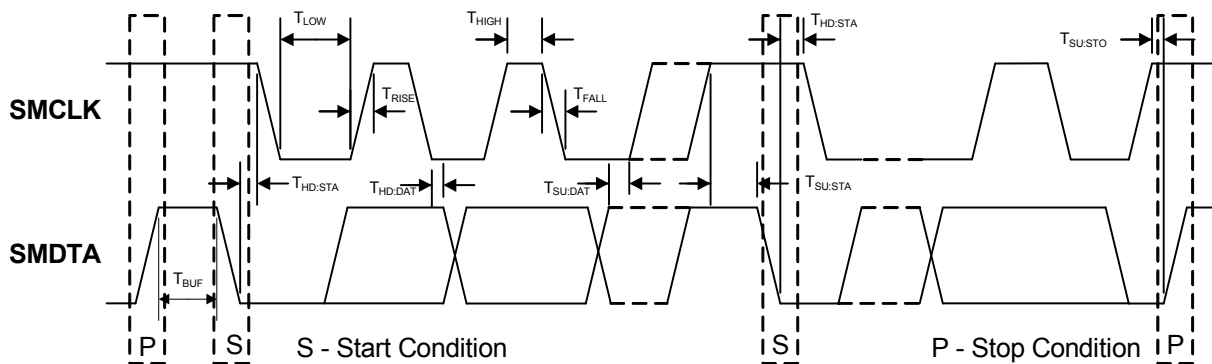 TLOW
THIGH
THD:STA
TSU:STO
SMCLK
TRISE
TFALL
THD:STA
THD:DAT
TSU:DAT
TSU:STA
SMDTA
TBUF
P
S
S - Start Condition
S
P - Stop Condition
P